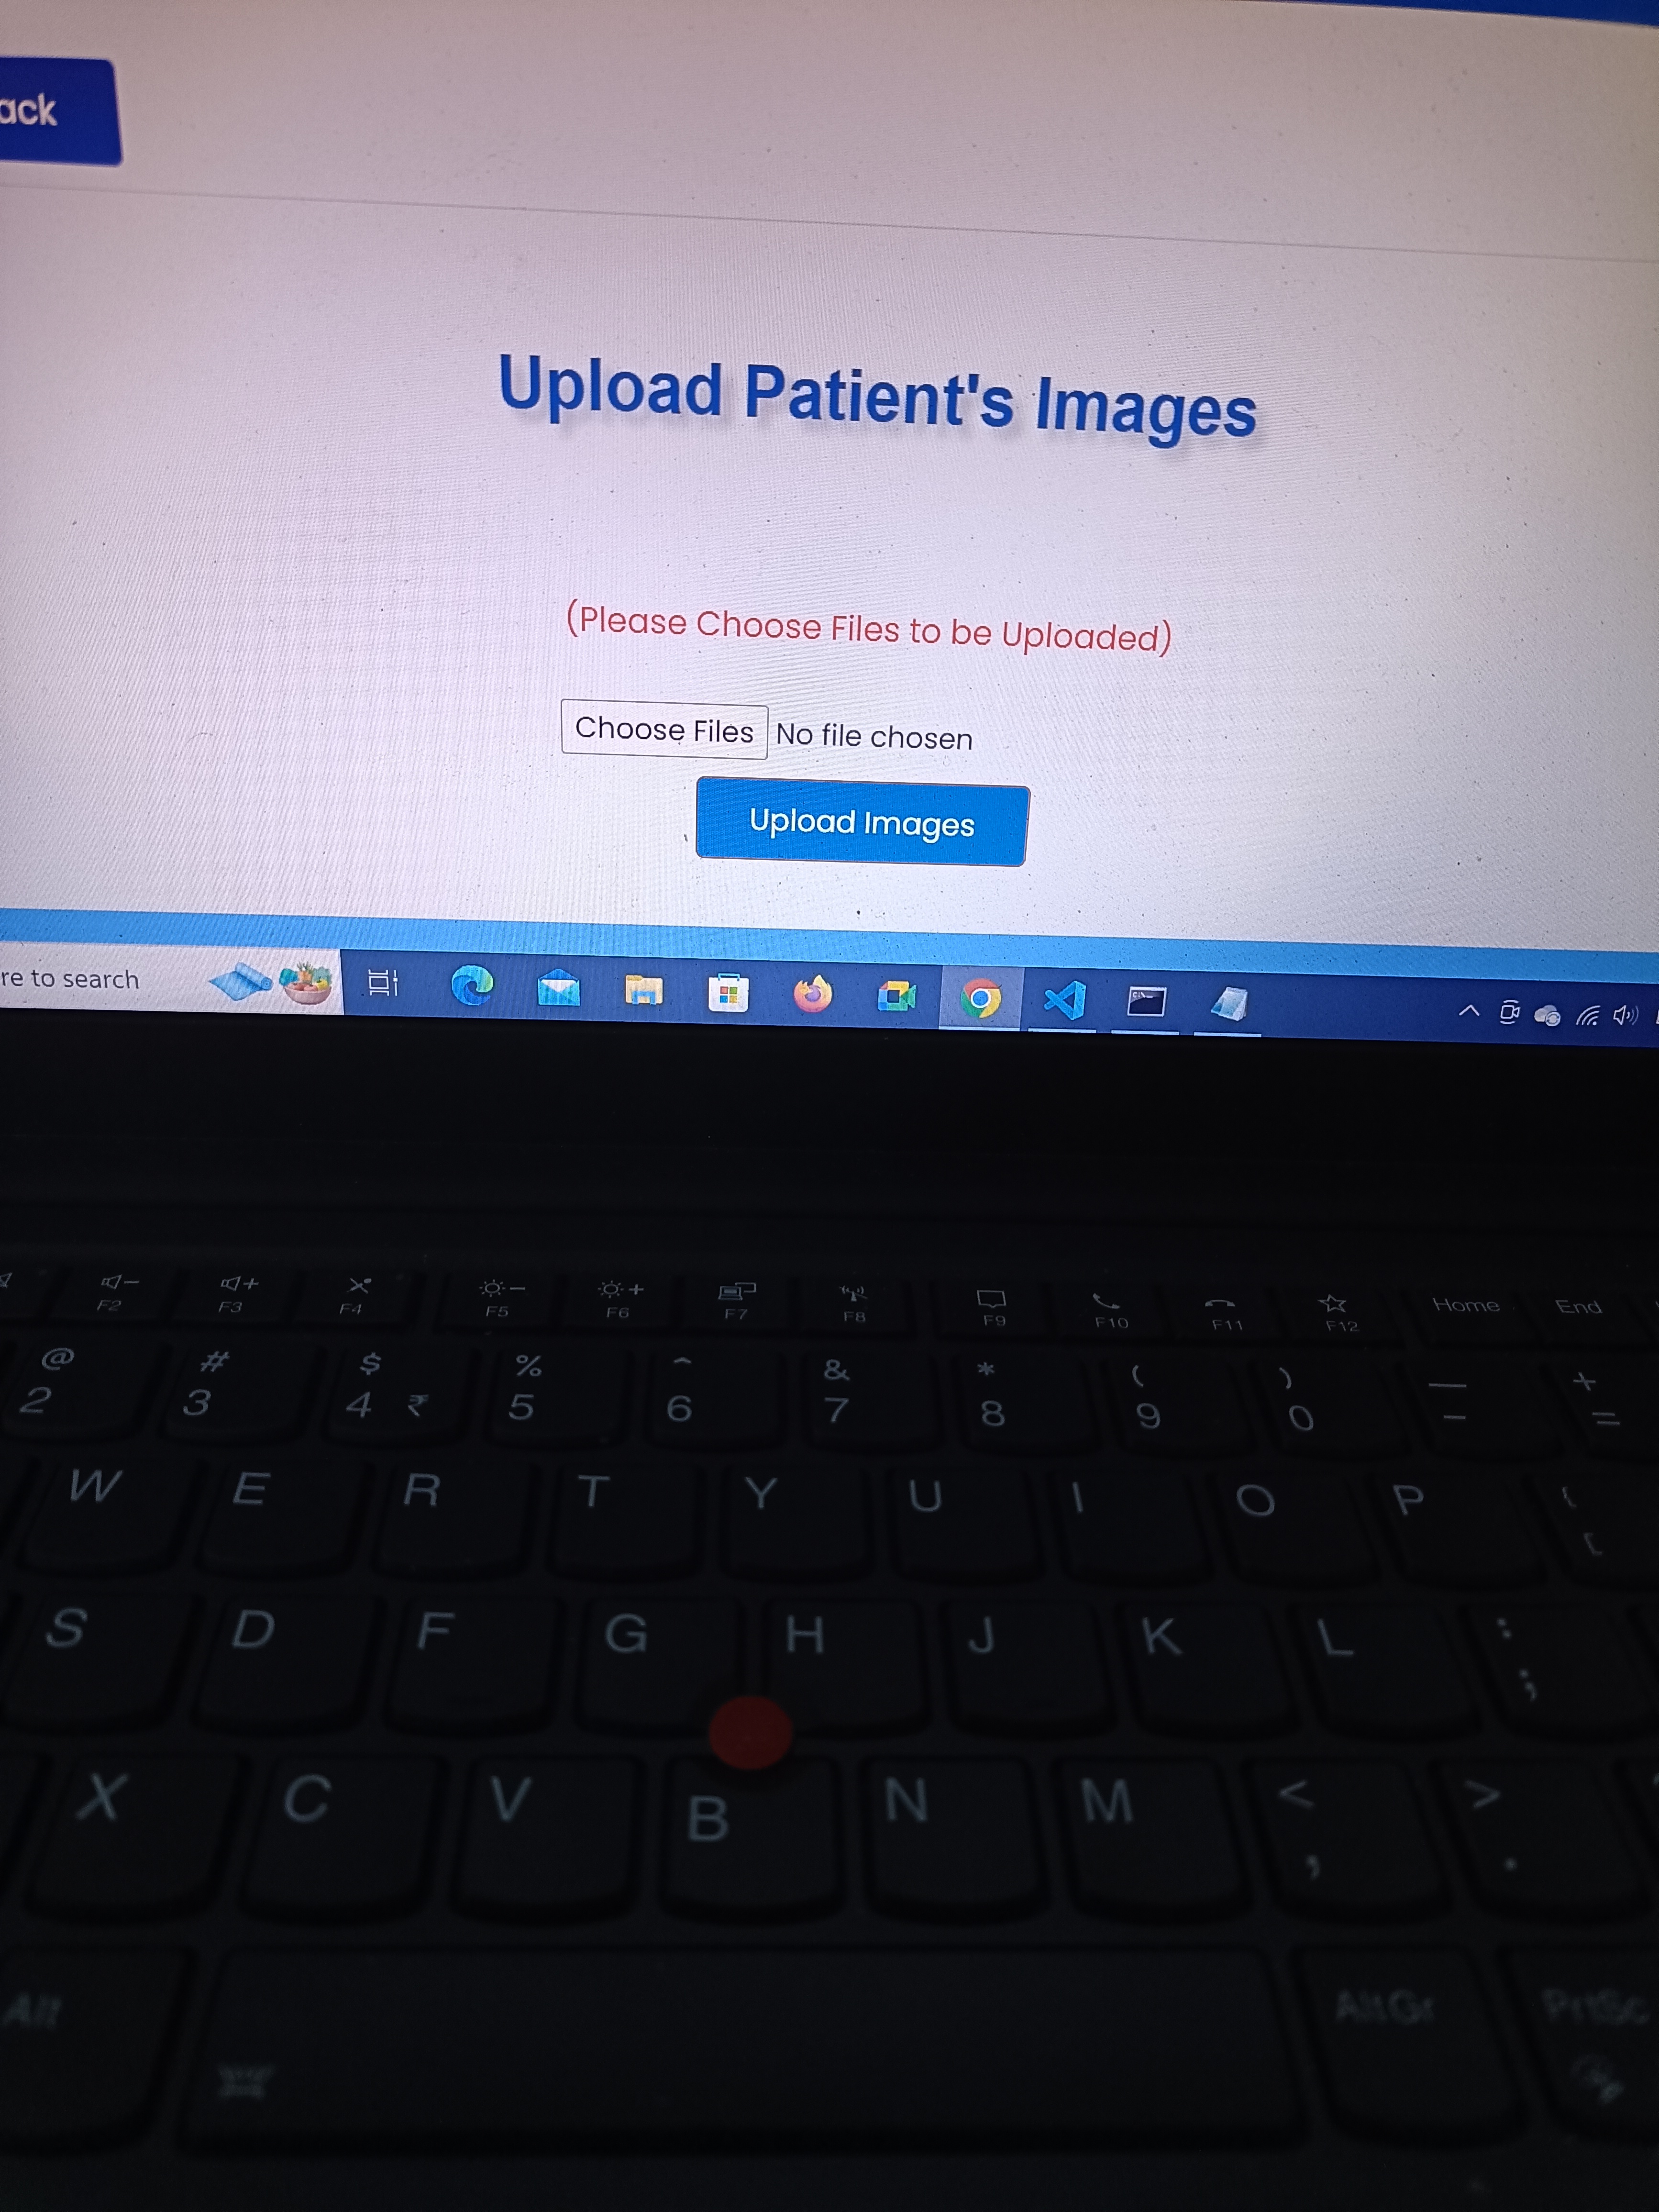 ack
Upload Patient's Images
(Please Choose Files to be Uploaded)
Choose Files No file chosen
Upload Images
re to search
F2 F3 F4 F5 F6 F7 F8 F9 F10 F11 F12 Home End
@ # $ % ^ & * ( ) — +
2 3 4 ₹ 5 6 7 8 9 0 - =
W E R T Y U I O P {
[
S D F G H J K L :
;
X C V B N M < >
, .
Alt AltGr PrtSc